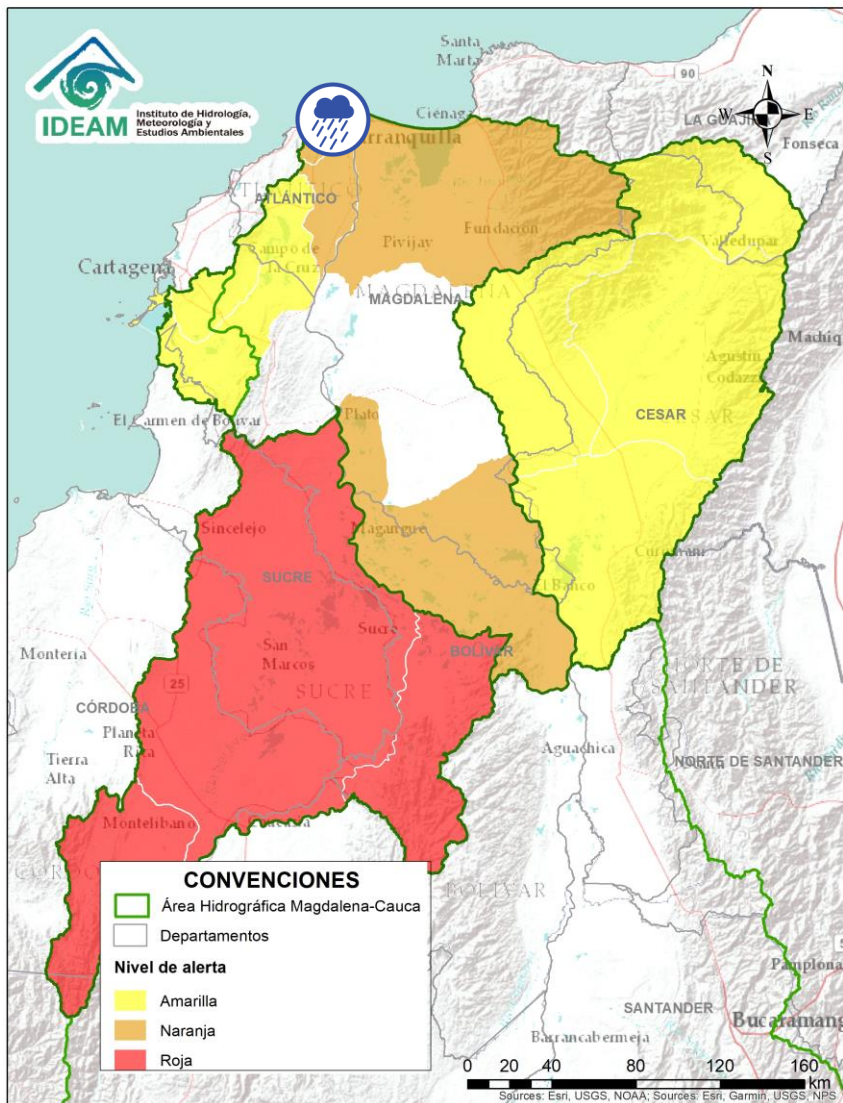 IDEAM
Instituto de Hidrología,
Meteorología y
Estudios Ambientales
Santa
Marta
90
N
W
E
S
Ciénaga
LA GUAJI
Fonseca
arranquilla
ATLÁNTICO
Pivijay
Fundación
Valledupar
Campo de
la Cruz
Cartagena
MAGDALENA
Machiq
Agustín
Codazzi
CESAR
El Carmen de Bolívar
Plato
Sincelejo
Magangué
SUCRE
El Banco
Sucre
San
Marcos
BOLÍVAR
SUCRE
Montería
25
NORTE DE
SANTANDER
CÓRDOBA
Planeta
Rica
Tierra
Alta
Aguachica
NORTE DE SANTANDER
Montelíbano
BOLÍVAR
CONVENCIONES
Área Hidrográfica Magdalena-Cauca
Departamentos
Nivel de alerta
Amarilla
Naranja
Roja
Pamplona
SANTANDER
Bucaramang
Barrancabermeja
0 20 40 80 120 160
km
Sources: Esri, USGS, NOAA; Sources: Esri, Garmin, USGS, NPS